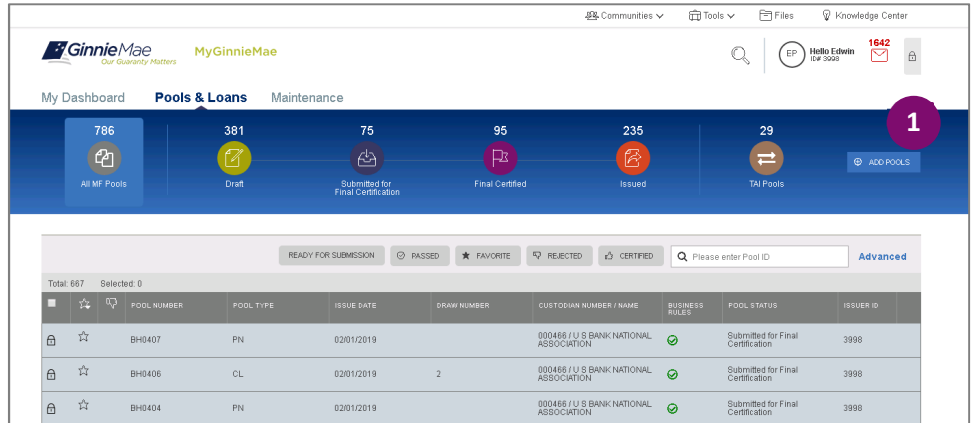 Communities Tools Files Knowledge Center
GinnieMae
Our Guaranty Matters
MyGinnieMae
EP
Hello Edwin
ID# 3998
1642
My Dashboard Pools & Loans Maintenance
1
786 381 75 95 235 29
ADD POOLS
All MF Pools Draft Submitted for Final Certification Final Certified Issued TAI Pools
READY FOR SUBMISSION PASSED FAVORITE REJECTED CERTIFIED Please enter Pool ID Advanced
Total: 667 Selected: 0
POOL NUMBER POOL TYPE ISSUE DATE DRAW NUMBER CUSTODIAN NUMBER / NAME BUSINESS RULES POOL STATUS ISSUER ID
BH0407 PN 02/01/2019 000466 / U S BANK NATIONAL ASSOCIATION Submitted for Final Certification 3998
BH0406 CL 02/01/2019 2 000466 / U S BANK NATIONAL ASSOCIATION Submitted for Final Certification 3998
BH0404 PN 02/01/2019 000466 / U S BANK NATIONAL ASSOCIATION Submitted for Final Certification 3998